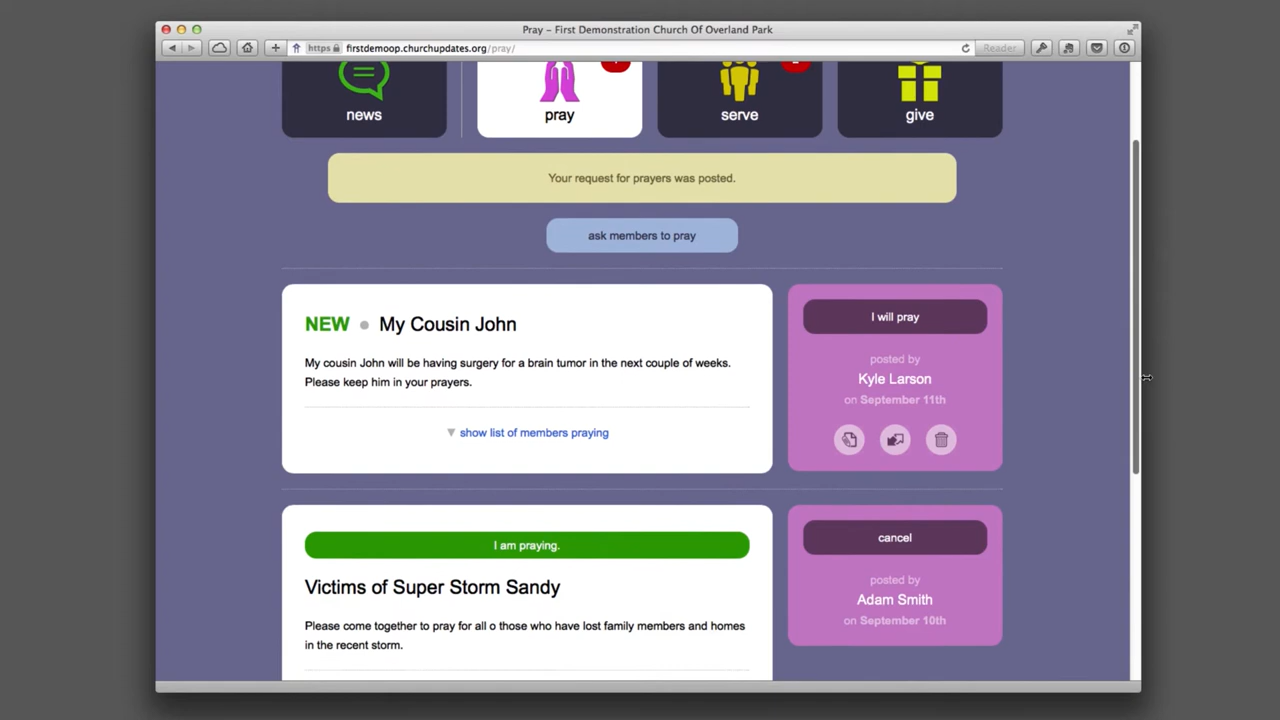 Pray – First Demonstration Church Of Overland Park
https firstdemoop.churchupdates.org/pray/
Reader
news
pray
serve
give
Your request for prayers was posted.
ask members to pray
NEW ● My Cousin John
My cousin John will be having surgery for a brain tumor in the next couple of weeks.
Please keep him in your prayers.
▼ show list of members praying
I will pray
posted by
Kyle Larson
on September 11th
I am praying.
Victims of Super Storm Sandy
Please come together to pray for all o those who have lost family members and homes
in the recent storm.
cancel
posted by
Adam Smith
on September 10th